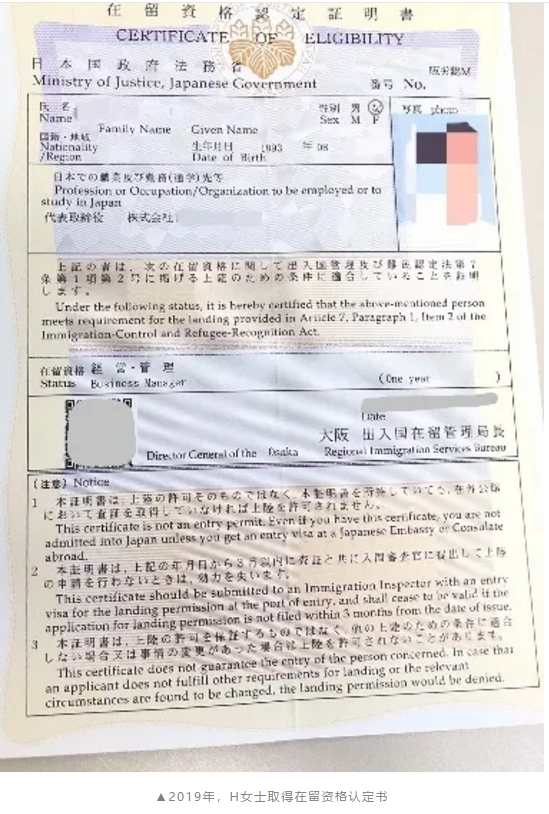 在留資格認定証明書
CERTIFICATE OF ELIGIBILITY
日本国政府法務省
Ministry of Justice, Japanese Government
阪労認M
番号 No.
氏名
Name
Family Name Given Name
性別 男 女
Sex M F
写真 photo
国籍・地域
Nationality
/Region
生年月日 1993 年 08
Date of Birth
日本での職業及び勤務(通学)先等
Profession or Occupation/Organization to be employed or to
study in Japan
代表取締役 株式会社
上記の者は、次の在留資格に関して出入国管理及び難民認定法第7
条第1項第2号に掲げる上陸のための条件に適合していることを証明
します。
Under the following status, it is hereby certified that the above-mentioned person
meets requirement for the landing provided in Article 7, Paragraph 1, Item 2 of the
Immigration-Control and Refugee-Recognition Act.
在留資格 経営・管理
Status Business Manager
(One year )
Date
大阪 出入国在留管理局長
Director General of the Osaka Regional Immigration Services Bureau
(注意) Notice
1 本証明書は、上陸の許可そのものではなく、本証明書を所持していても、在外公館
において査証を取得していなければ上陸を許可されません。
This certificate is not an entry permit. Even if you have this certificate, you are not
admitted into Japan unless you get an entry visa at a Japanese Embassy or Consulate
abroad.
2 本証明書は、上記の年月日から3月以内に査証と共に入国審査官に提出して上陸
の申請を行わないときは、効力を失います。
This certificate should be submitted to an Immigration Inspector with an entry
visa for the landing permission at the port of entry, and shall cease to be valid if the
application for landing permission is not filed within 3 months from the date of issue.
3 本証明書は、上陸の許可を保証するものではなく、他の上陸のための条件に適合
しない場合又は事情の変更があった場合は上陸を許可されないことがあります。
This certificate does not guarantee the entry of the person concerned. In case that
an applicant does not fulfill other requirements for landing or the relevant
circumstances are found to be changed, the landing permission would be denied.
▲2019年，H女士取得在留资格认定书